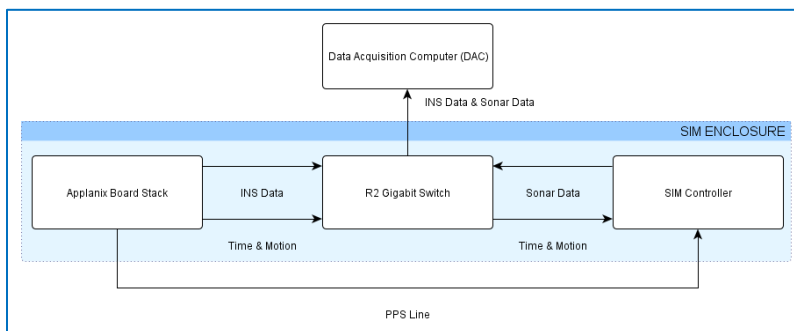 Data Acquisition Computer (DAC)
INS Data & Sonar Data
SIM ENCLOSURE
Applanix Board Stack
INS Data
R2 Gigabit Switch
Sonar Data
SIM Controller
Time & Motion
Time & Motion
PPS Line